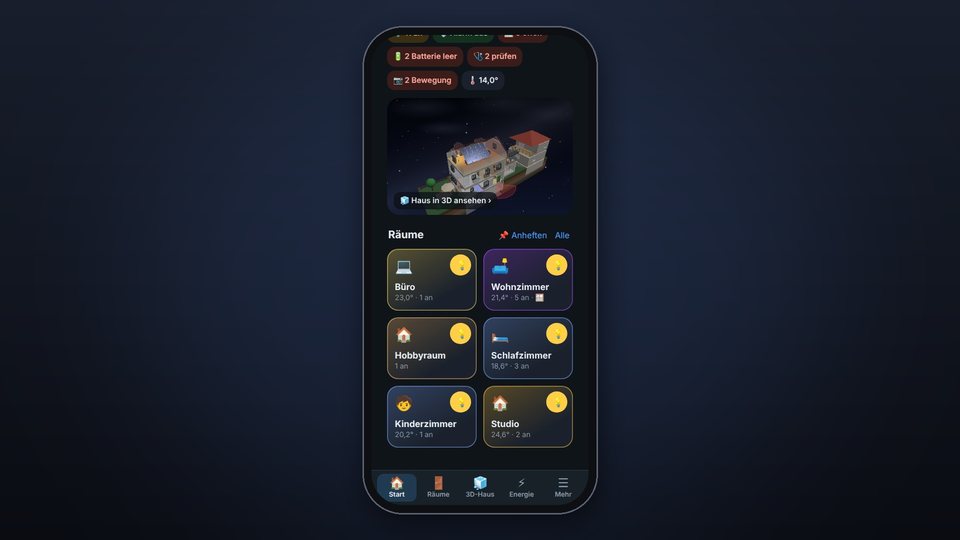 2 Batterie leer
2 prüfen
2 Bewegung
14,0°
Haus in 3D ansehen ›
Räume
Anheften
Alle
Büro
23,0° · 1 an
Wohnzimmer
21,4° · 5 an ·
Hobbyraum
1 an
Schlafzimmer
18,6° · 3 an
Kinderzimmer
20,2° · 1 an
Studio
24,6° · 2 an
Start
Räume
3D-Haus
Energie
Mehr